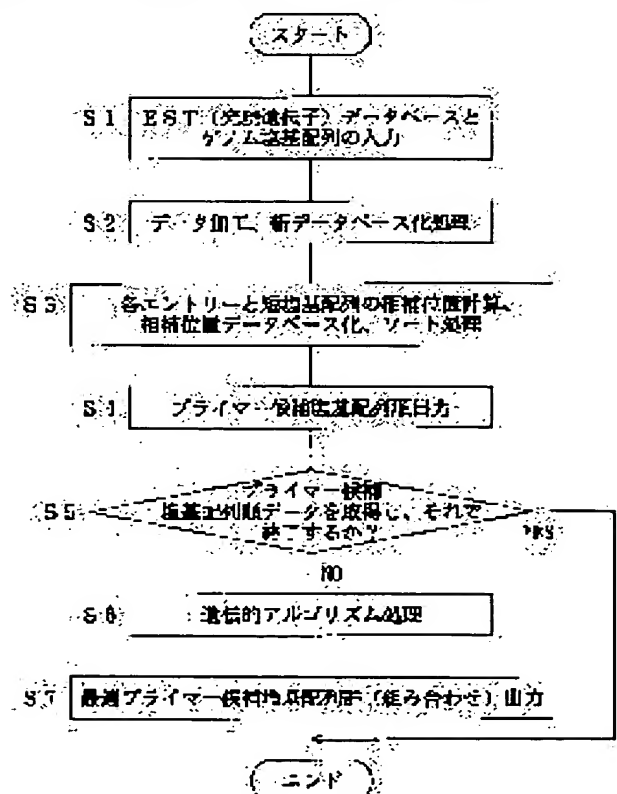 スタート
S1 EST(発現遺伝子)データベースと
ゲノム塩基配列の入力
S2 データ加工、新データベース化処理
S3 各エントリーと短塩基配列の相補位置計算、
相補位置データベース化、ソート処理
プライマー候補塩基配列 出力
S5 プライマー候補
塩基配列順データを取得し、それで
終了するか?
YES
NO
S6 遺伝的アルゴリズム処理
S7 最適プライマー候補塩基配列 (組み合わせ)出力
エンド